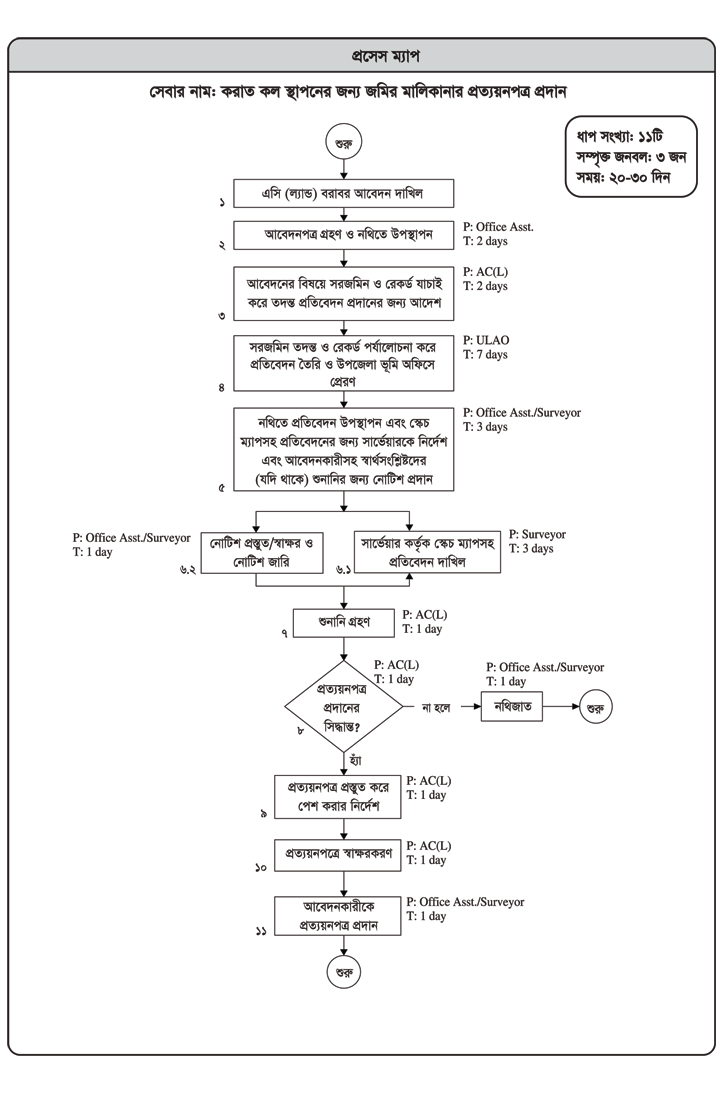 প্রসেস ম্যাপ
সেবার নাম: করাত কল স্থাপনের জন্য জমির মালিকানার প্রত্যয়নপত্র প্রদান
ধাপ সংখ্যা: ১১টি
সম্পৃক্ত জনবল: ৩ জন
সময়: ২০-৩০ দিন
শুরু
এসি (ল্যান্ড) বরাবর আবেদন দাখিল
১
আবেদনপত্র গ্রহণ ও নথিতে উপস্থাপন
২
P: Office Asst.
T: 2 days
আবেদনের বিষয়ে সরজমিন ও রেকর্ড যাচাই
করে তদন্ত প্রতিবেদন প্রদানের জন্য আদেশ
৩
P: AC(L)
T: 2 days
সরজমিন তদন্ত ও রেকর্ড পর্যালোচনা করে
প্রতিবেদন তৈরি ও উপজেলা ভূমি অফিসে
প্রেরণ
৪
P: ULAO
T: 7 days
নথিতে প্রতিবেদন উপস্থাপন এবং স্কেচ
ম্যাপসহ প্রতিবেদনের জন্য সার্ভেয়ারকে নির্দেশ
এবং আবেদনকারীসহ স্বার্থসংশ্লিষ্টদের
(যদি থাকে) শুনানির জন্য নোটিশ প্রদান
৫
P: Office Asst./Surveyor
T: 3 days
P: Office Asst./Surveyor
T: 1 day
নোটিশ প্রস্তুত/স্বাক্ষর ও
নোটিশ জারি
৬.২
সার্ভেয়ার কর্তৃক স্কেচ ম্যাপসহ
প্রতিবেদন দাখিল
৬.১
P: Surveyor
T: 3 days
শুনানি গ্রহণ
৭
P: AC(L)
T: 1 day
প্রত্যয়নপত্র
প্রদানের
সিদ্ধান্ত?
৮
P: AC(L)
T: 1 day
না হলে
P: Office Asst./Surveyor
T: 1 day
নথিজাত
শুরু
হ্যাঁ
প্রত্যয়নপত্র প্রস্তুত করে
পেশ করার নির্দেশ
৯
P: AC(L)
T: 1 day
প্রত্যয়নপত্রে স্বাক্ষরকরণ
১০
P: AC(L)
T: 1 day
আবেদনকারীকে
প্রত্যয়নপত্র প্রদান
১১
P: Office Asst./Surveyor
T: 1 day
শুরু